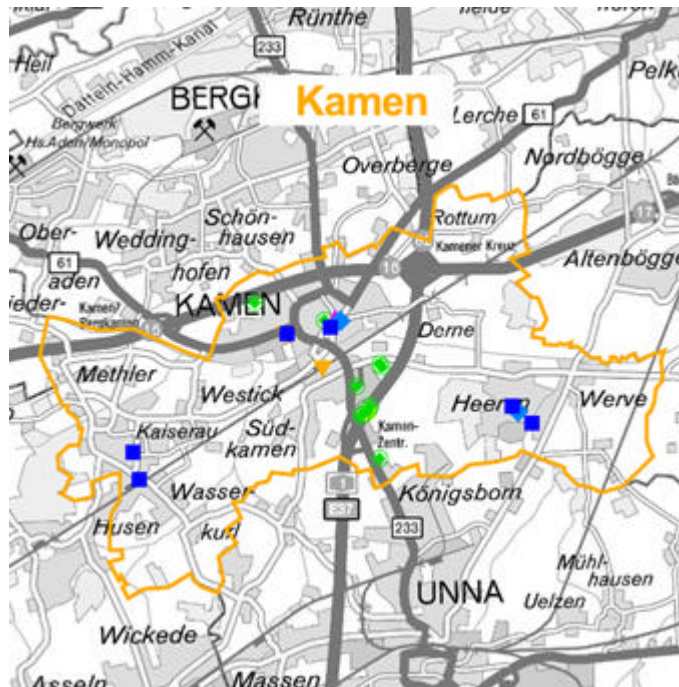 Rünthe
233
Heil
Datteln-Hamm-Kanal
Pelk
BERGK
Kamen
Lerche
61
Bergwerk
Hs.Aden/Monopol
Overberge
Nordbögge
Schön-
hausen
Rottum
Ober-
aden
Wedding-
hofen
Kamener Kreuz
61
Altenbögge
ieder-
Kamen/
Bergkamen
KAMEN
Derne
Methler
Westick
Heeren
Werve
Kaiserau
Süd-
kamen
Kamen-
Zentr.
Wasser-
kurl
1
Königsborn
Husen
233
Mühl-
hausen
UNNA
Uelzen
Wickede
Asseln
Massen